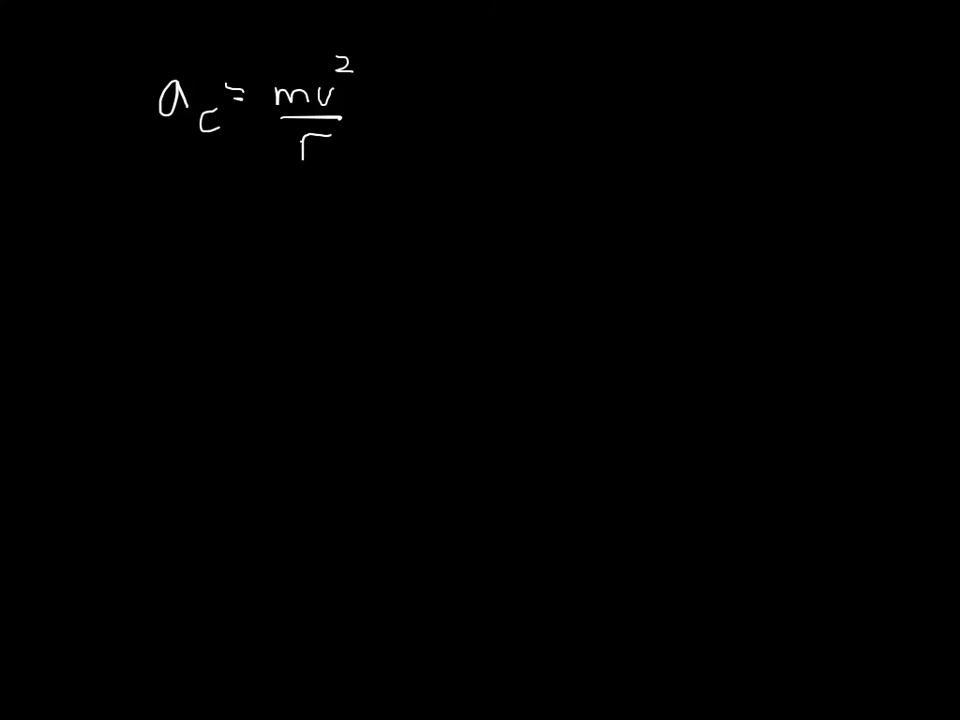 a_c = mv^2/r